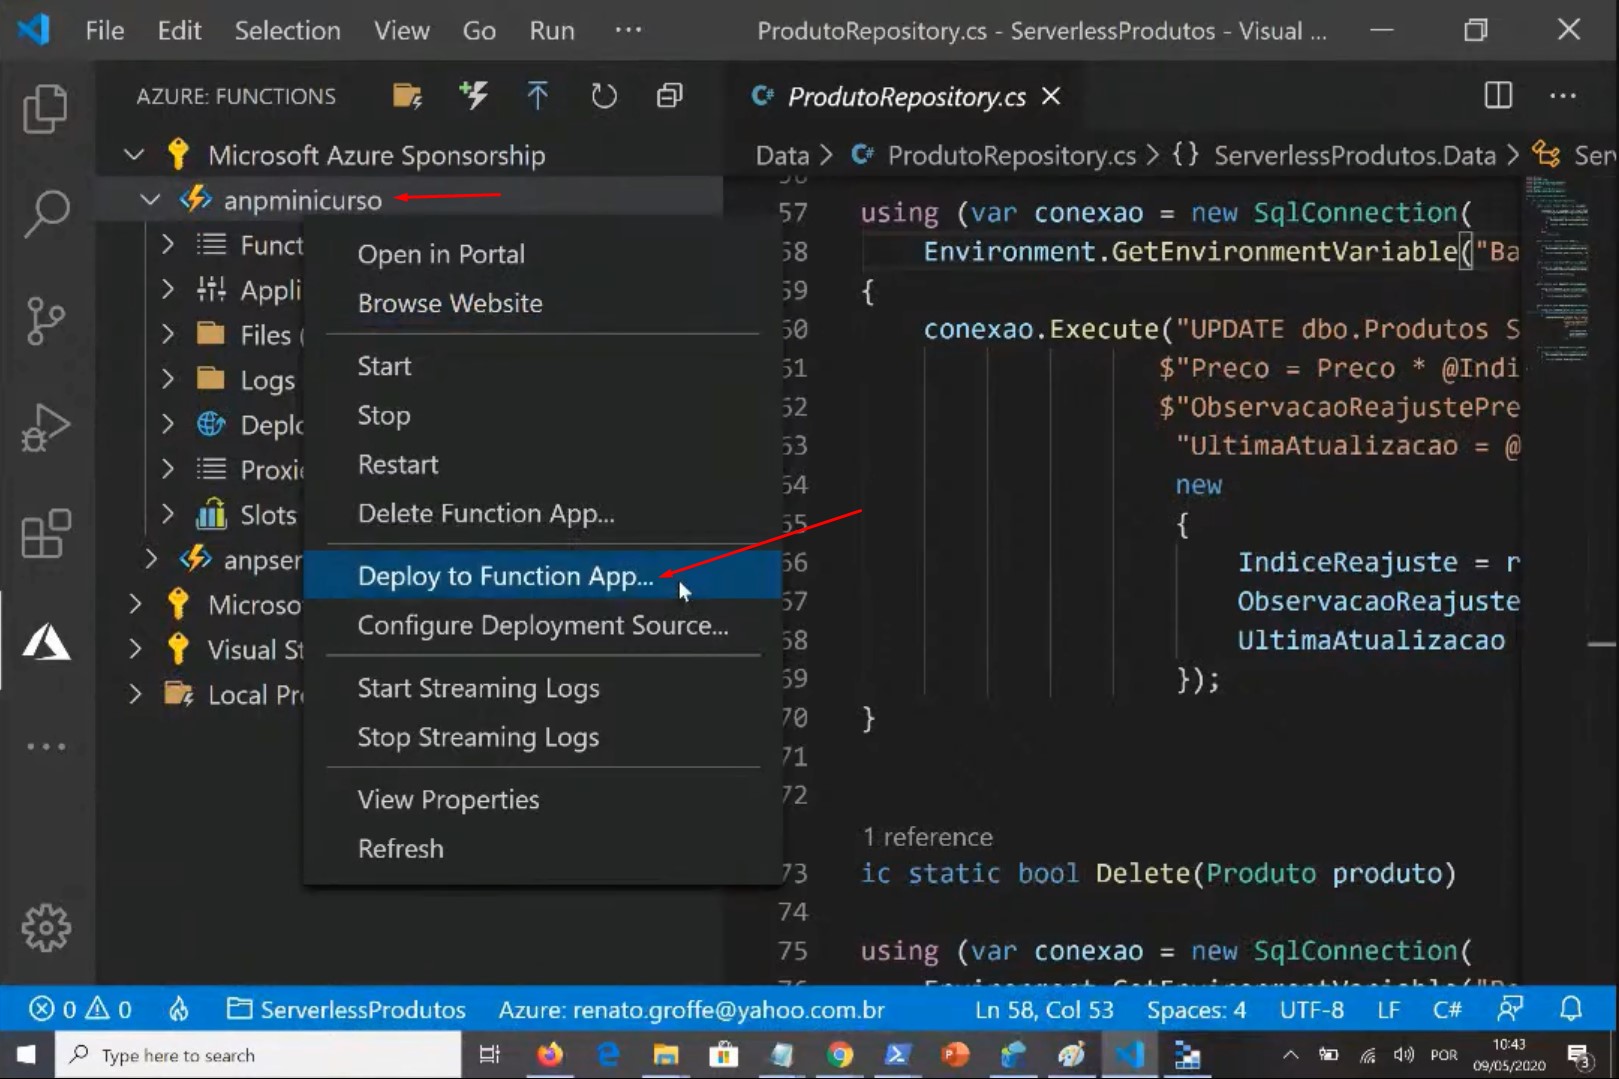 File Edit Selection View Go Run ···
ProdutoRepository.cs - ServerlessProdutos - Visual ...
AZURE: FUNCTIONS
Microsoft Azure Sponsorship
anpminicurso
Funct
Appli
Files (
Logs
Deplo
Proxie
Slots
anpser
Microso
Visual St
Local Pr
Open in Portal
Browse Website
Start
Stop
Restart
Delete Function App...
Deploy to Function App...
Configure Deployment Source...
Start Streaming Logs
Stop Streaming Logs
View Properties
Refresh
C# ProdutoRepository.cs
Data > C# ProdutoRepository.cs > {} ServerlessProdutos.Data > Ser
57 using (var conexao = new SqlConnection(
58 Environment.GetEnvironmentVariable("Ba
59 {
60 conexao.Execute("UPDATE dbo.Produtos S
61 $"Preco = Preco * @Indi
62 $"ObservacaoReajustePre
63 "UltimaAtualizacao = @
64 new
65 {
66 IndiceReajuste = r
67 ObservacaoReajuste
68 UltimaAtualizacao
69 });
70 }
71
72
1 reference
73 ic static bool Delete(Produto produto)
74
75 using (var conexao = new SqlConnection(
0 0 ServerlessProdutos Azure: renato.groffe@yahoo.com.br Ln 58, Col 53 Spaces: 4 UTF-8 LF C#
Type here to search
POR
10:43
09/05/2020
3